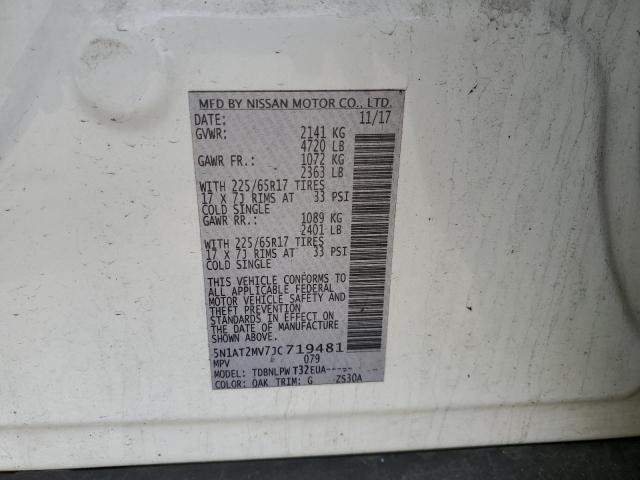 MFD BY NISSAN MOTOR CO., LTD.
DATE: 11/17
GVWR: 2141 KG
4720 LB
GAWR FR.: 1072 KG
2363 LB
WITH 225/65R17 TIRES
17 X 7J RIMS AT 33 PSI
COLD SINGLE
GAWR RR.: 1089 KG
2401 LB
WITH 225/65R17 TIRES
17 X 7J RIMS AT 33 PSI
COLD SINGLE
THIS VEHICLE CONFORMS TO
ALL APPLICABLE FEDERAL
MOTOR VEHICLE SAFETY AND
THEFT PREVENTION
STANDARDS IN EFFECT ON
THE DATE OF MANUFACTURE
SHOWN ABOVE.
5N1AT2MV7JC719481
MPV 079
MODEL: TDBNLPWT32EUA-----
COLOR: QAK TRIM: G ZS30A